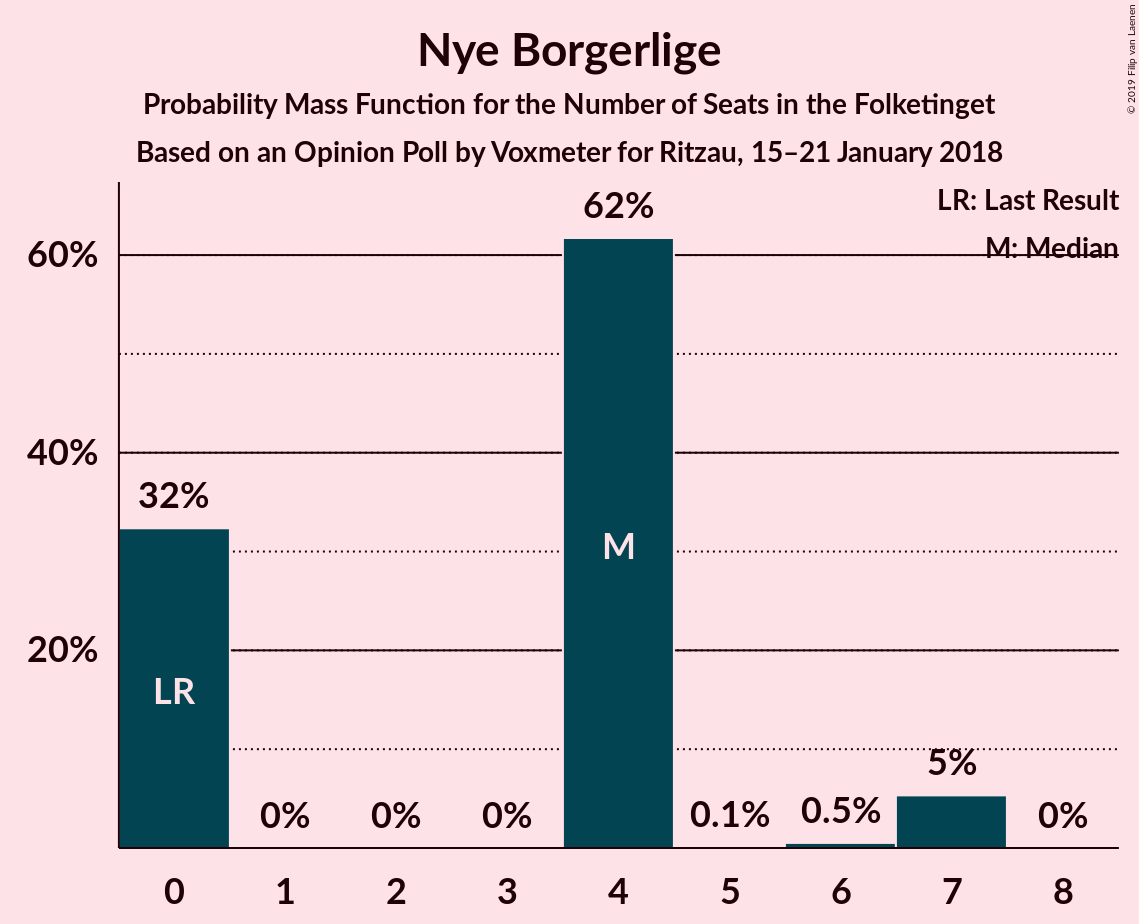 Nye Borgerlige
Probability Mass Function for the Number of Seats in the Folketinget
Based on an Opinion Poll by Voxmeter for Ritzau, 15–21 January 2018
© 2019 Filip van Laenen
LR: Last Result
M: Median
62%
60%
40%
32%
M
20%
LR
5%
0% 0% 0% 0.1% 0.5% 0%
0 1 2 3 4 5 6 7 8